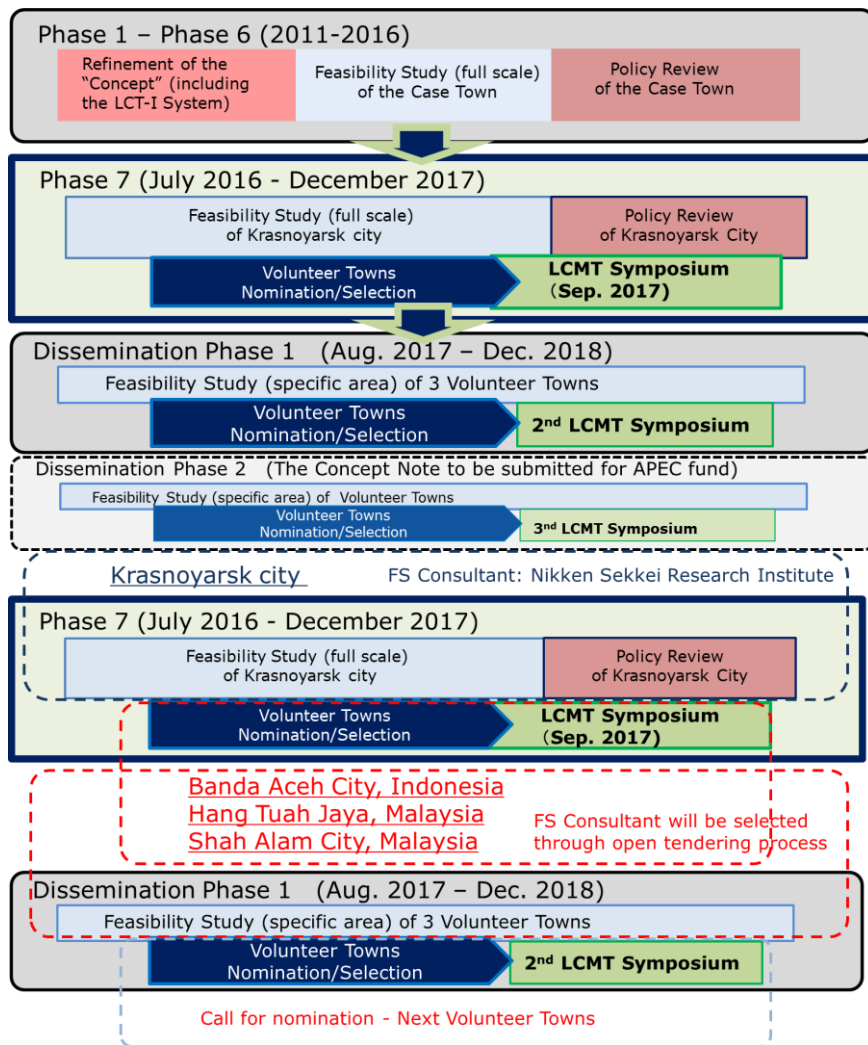 Phase 1 – Phase 6 (2011-2016)
Refinement of the
“Concept” (including
the LCT-I System)
Feasibility Study (full scale)
of the Case Town
Policy Review
of the Case Town
Phase 7 (July 2016 - December 2017)
Feasibility Study (full scale)
of Krasnoyarsk city
Policy Review
of Krasnoyarsk City
Volunteer Towns
Nomination/Selection
LCMT Symposium
(Sep. 2017)
Dissemination Phase 1 (Aug. 2017 – Dec. 2018)
Feasibility Study (specific area) of 3 Volunteer Towns
Volunteer Towns
Nomination/Selection
2nd LCMT Symposium
Dissemination Phase 2 (The Concept Note to be submitted for APEC fund)
Feasibility Study (specific area) of Volunteer Towns
Volunteer Towns
Nomination/Selection
3nd LCMT Symposium
Krasnoyarsk city
FS Consultant: Nikken Sekkei Research Institute
Phase 7 (July 2016 - December 2017)
Feasibility Study (full scale)
of Krasnoyarsk city
Policy Review
of Krasnoyarsk City
Volunteer Towns
Nomination/Selection
LCMT Symposium
(Sep. 2017)
Banda Aceh City, Indonesia
Hang Tuah Jaya, Malaysia
Shah Alam City, Malaysia
FS Consultant will be selected
through open tendering process
Dissemination Phase 1 (Aug. 2017 – Dec. 2018)
Feasibility Study (specific area) of 3 Volunteer Towns
Volunteer Towns
Nomination/Selection
2nd LCMT Symposium
Call for nomination - Next Volunteer Towns